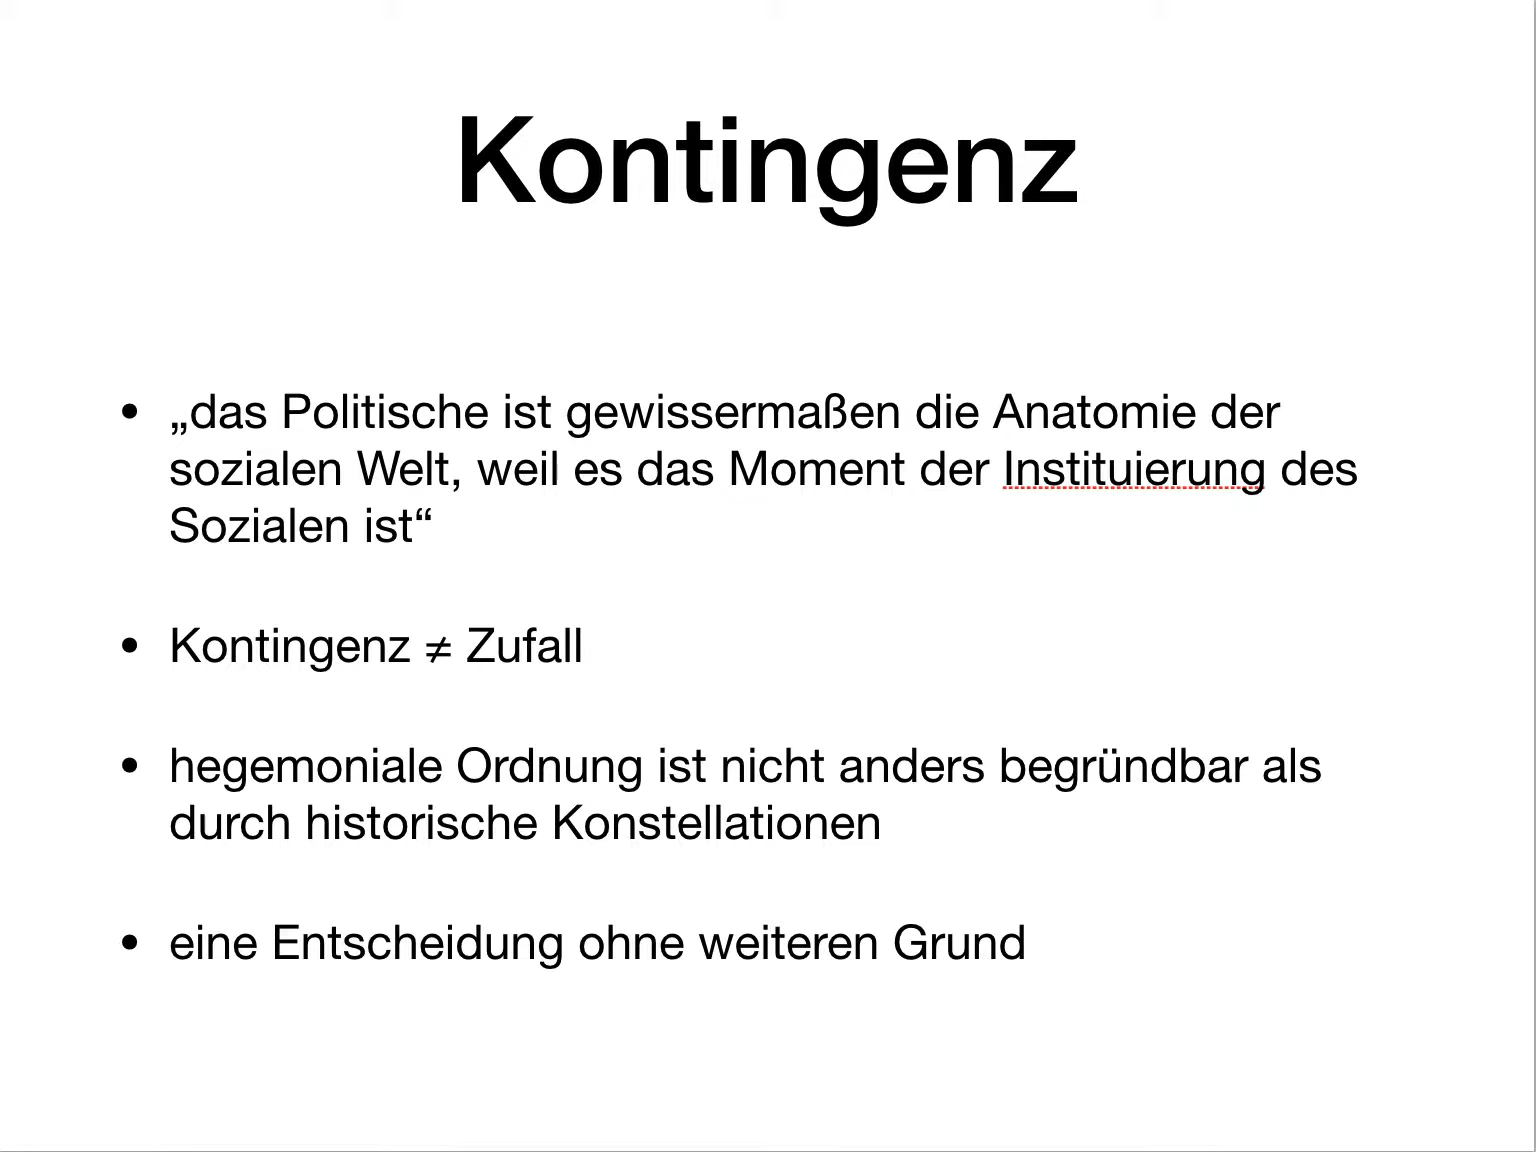 Kontingenz
• „das Politische ist gewissermaßen die Anatomie der
sozialen Welt, weil es das Moment der Instituierung des
Sozialen ist“
• Kontingenz ≠ Zufall
• hegemoniale Ordnung ist nicht anders begründbar als
durch historische Konstellationen
• eine Entscheidung ohne weiteren Grund